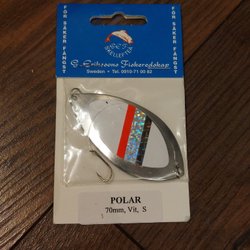 FÖR SÄKER FÅNGST
FÖR SÄKER FÅNGST
G. Erikssons Fiskeredskap
Sweden • Tel. 0910-71 00 62
POLAR
70mm, Vit, S